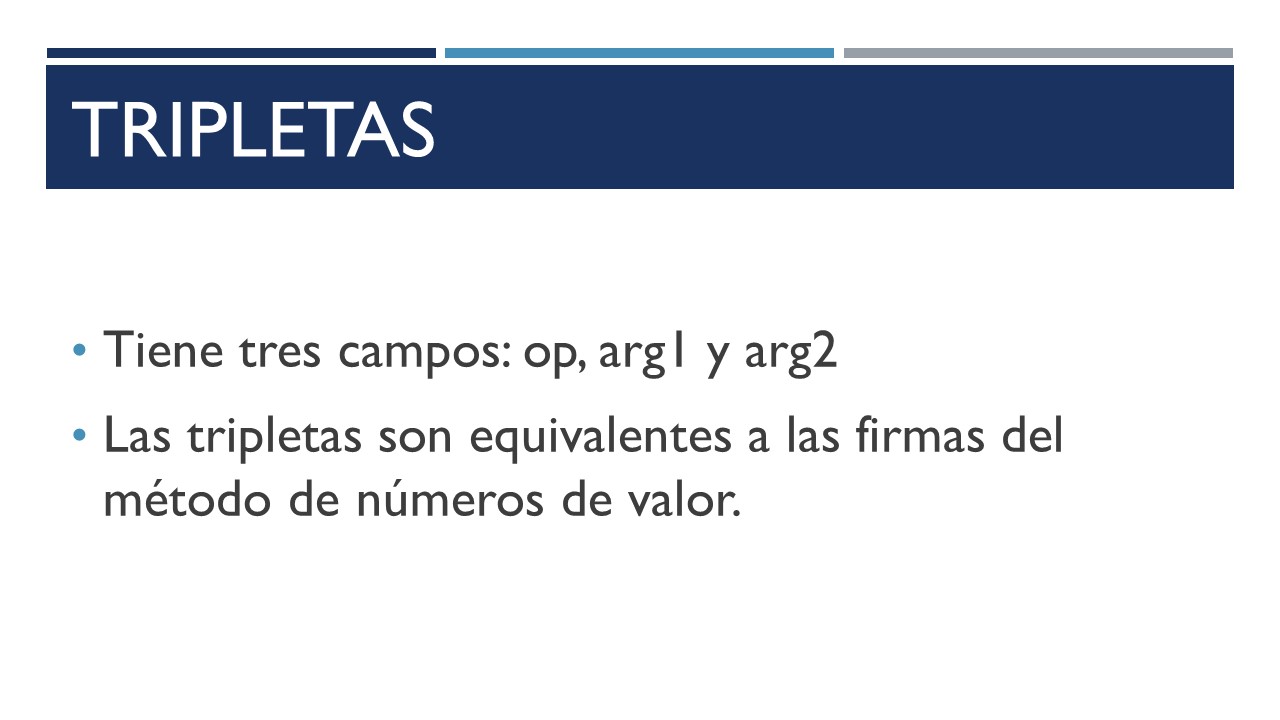 TRIPLETAS
• Tiene tres campos: op, arg1 y arg2
• Las tripletas son equivalentes a las firmas del
método de números de valor.